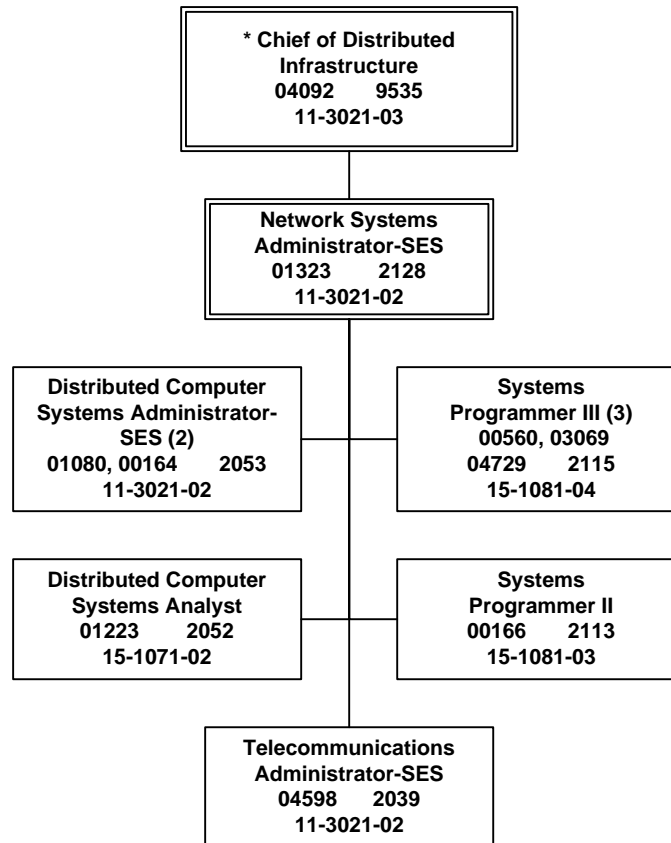 * Chief of Distributed
Infrastructure
04092 9535
11-3021-03
Network Systems
Administrator-SES
01323 2128
11-3021-02
Distributed Computer
Systems Administrator-
SES (2)
01080, 00164 2053
11-3021-02
Systems
Programmer III (3)
00560, 03069
04729 2115
15-1081-04
Distributed Computer
Systems Analyst
01223 2052
15-1071-02
Systems
Programmer II
00166 2113
15-1081-03
Telecommunications
Administrator-SES
04598 2039
11-3021-02